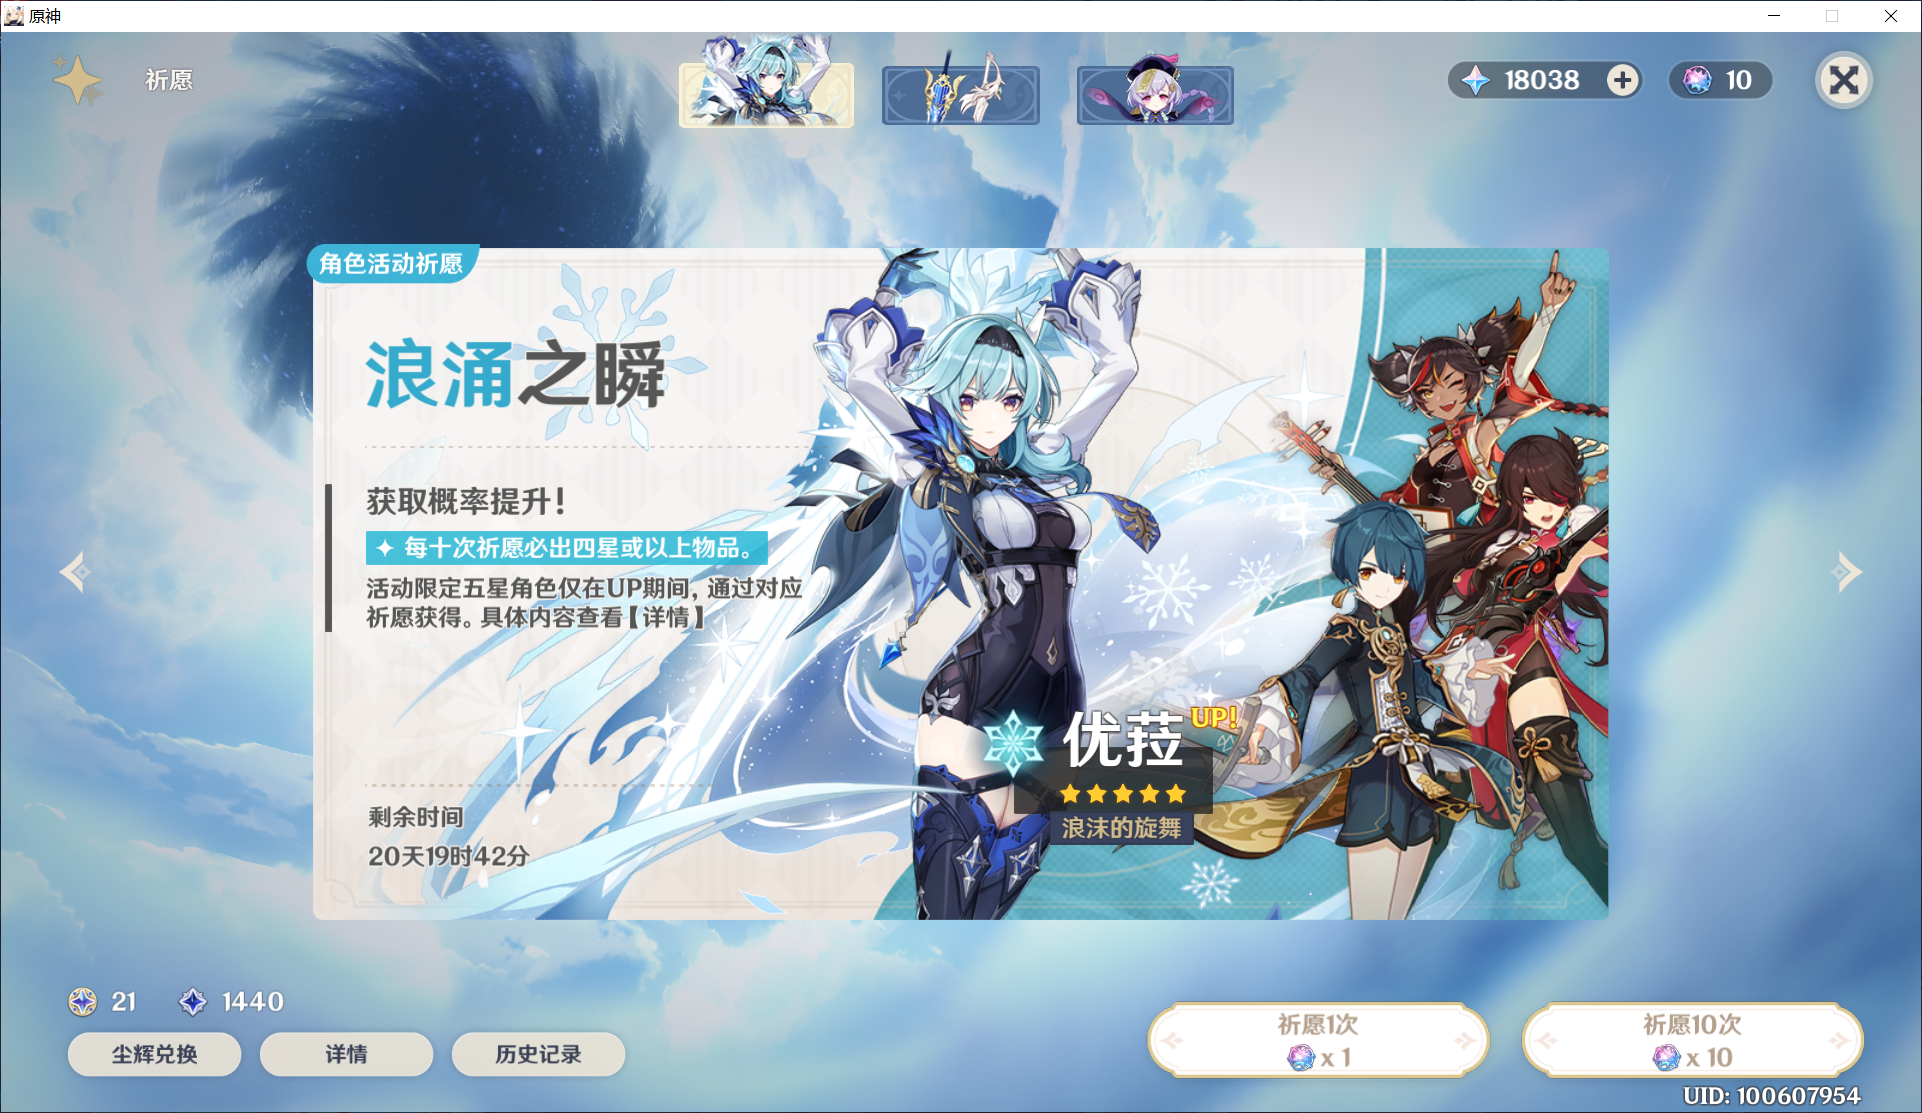 原神
祈愿
18038
10
角色活动祈愿
浪涌之瞬
获取概率提升！
每十次祈愿必出四星或以上物品。
活动限定五星角色仅在UP期间，通过对应
祈愿获得。具体内容查看【详情】
优菈 UP!
浪沫的旋舞
剩余时间
20天19时42分
21 1440
尘辉兑换 详情 历史记录
祈愿1次
x 1
祈愿10次
x 10
UID: 100607954